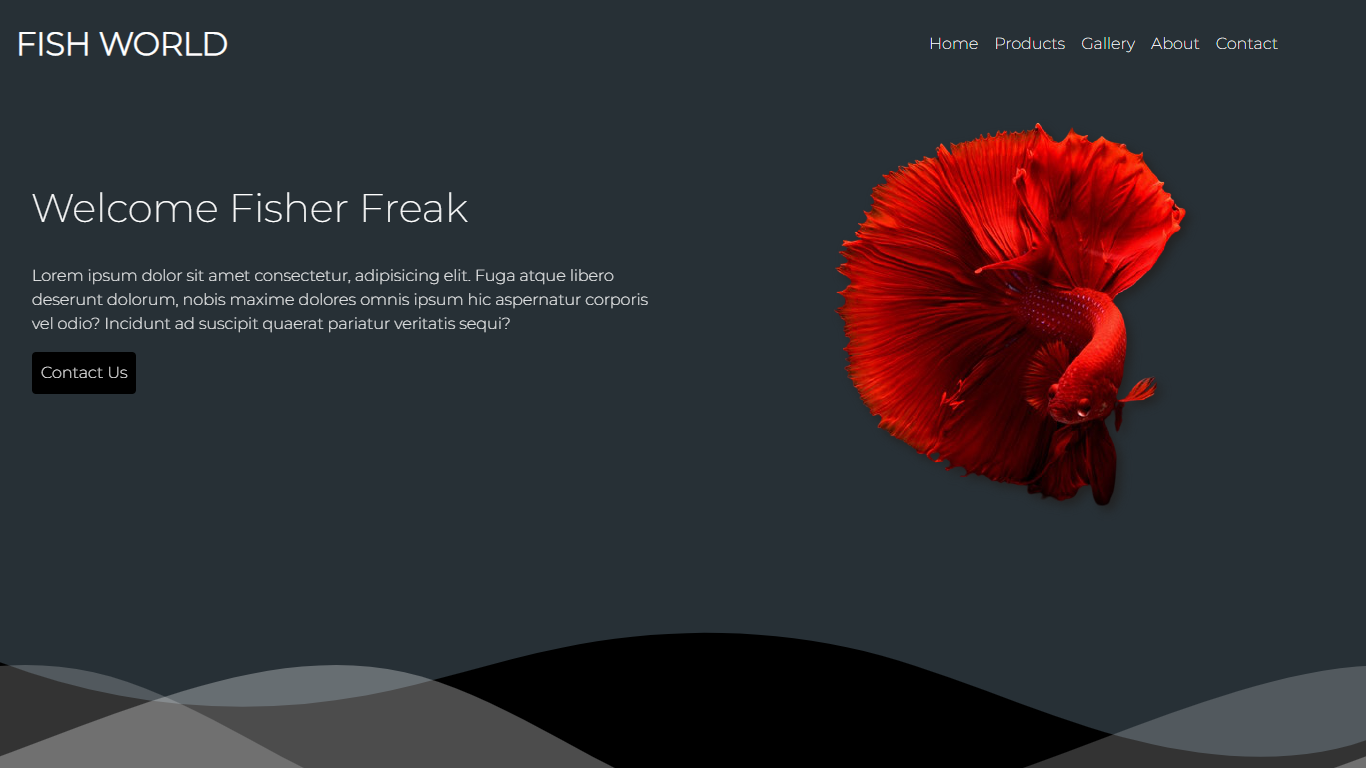 FISH WORLD
Home Products Gallery About Contact
Welcome Fisher Freak
Lorem ipsum dolor sit amet consectetur, adipisicing elit. Fuga atque libero
deserunt dolorum, nobis maxime dolores omnis ipsum hic aspernatur corporis
vel odio? Incidunt ad suscipit quaerat pariatur veritatis sequi?
Contact Us